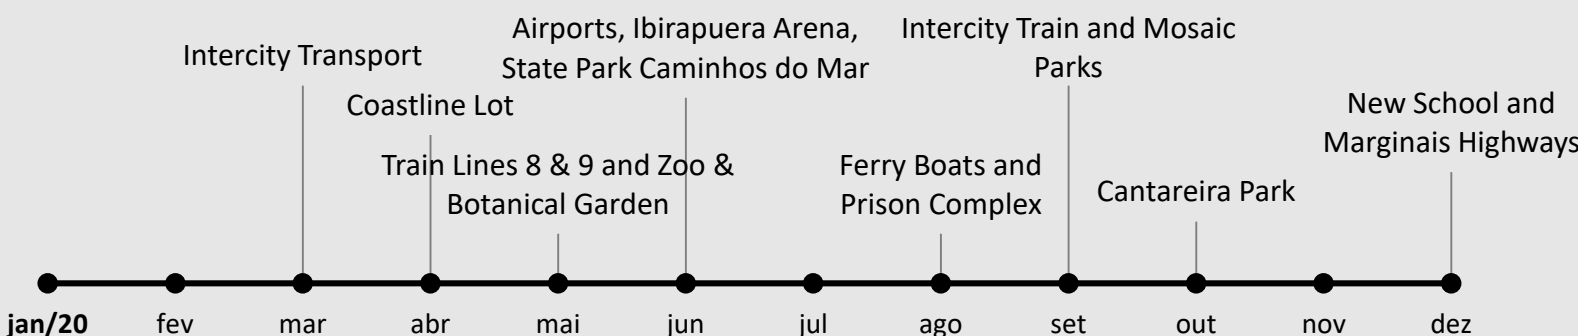 Intercity Transport
Coastline Lot
Train Lines 8 & 9 and Zoo &
Botanical Garden
Airports, Ibirapuera Arena,
State Park Caminhos do Mar
Ferry Boats and
Prison Complex
Intercity Train and Mosaic
Parks
Cantareira Park
New School and
Marginais Highways
jan/20 fev mar abr mai jun jul ago set out nov dez